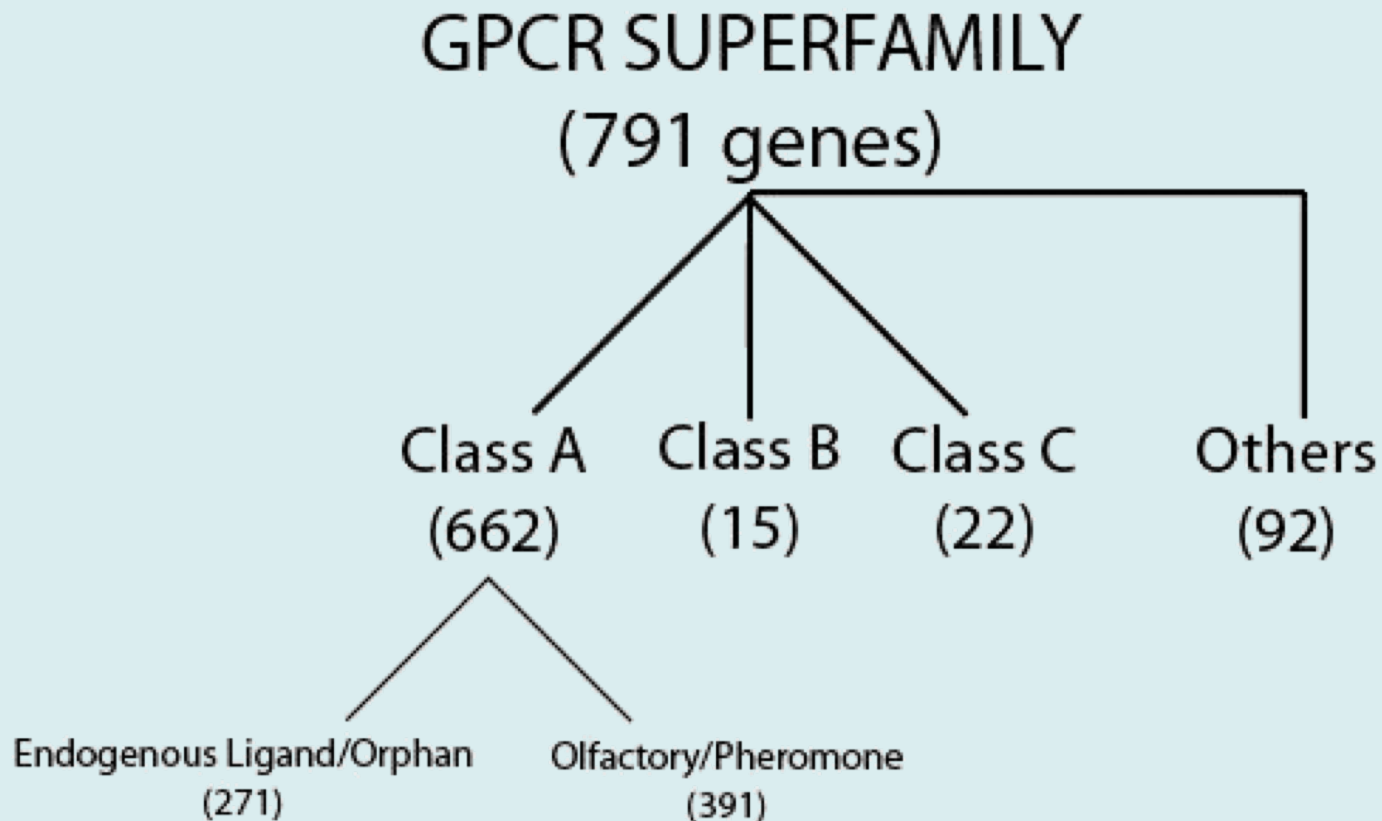 GPCR SUPERFAMILY
(791 genes)
Class A
(662)
Class B
(15)
Class C
(22)
Others
(92)
Endogenous Ligand/Orphan
(271)
Olfactory/Pheromone
(391)